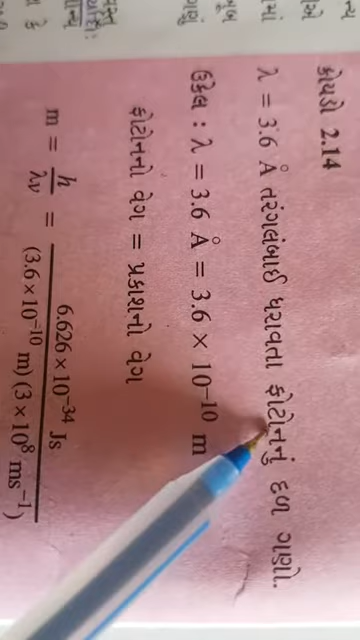 કોયડો 2.14
λ = 3.6 Å તરંગલંબાઈ ધરાવતા ફોટોનનું દળ ગણો.
ઉકેલ : λ = 3.6 Å = 3.6 × 10⁻¹⁰ m
ફોટોનનો વેગ = પ્રકાશનો વેગ
m = h/λν = 6.626×10⁻³⁴ Js / (3.6×10⁻¹⁰ m) (3×10⁸ ms⁻¹)